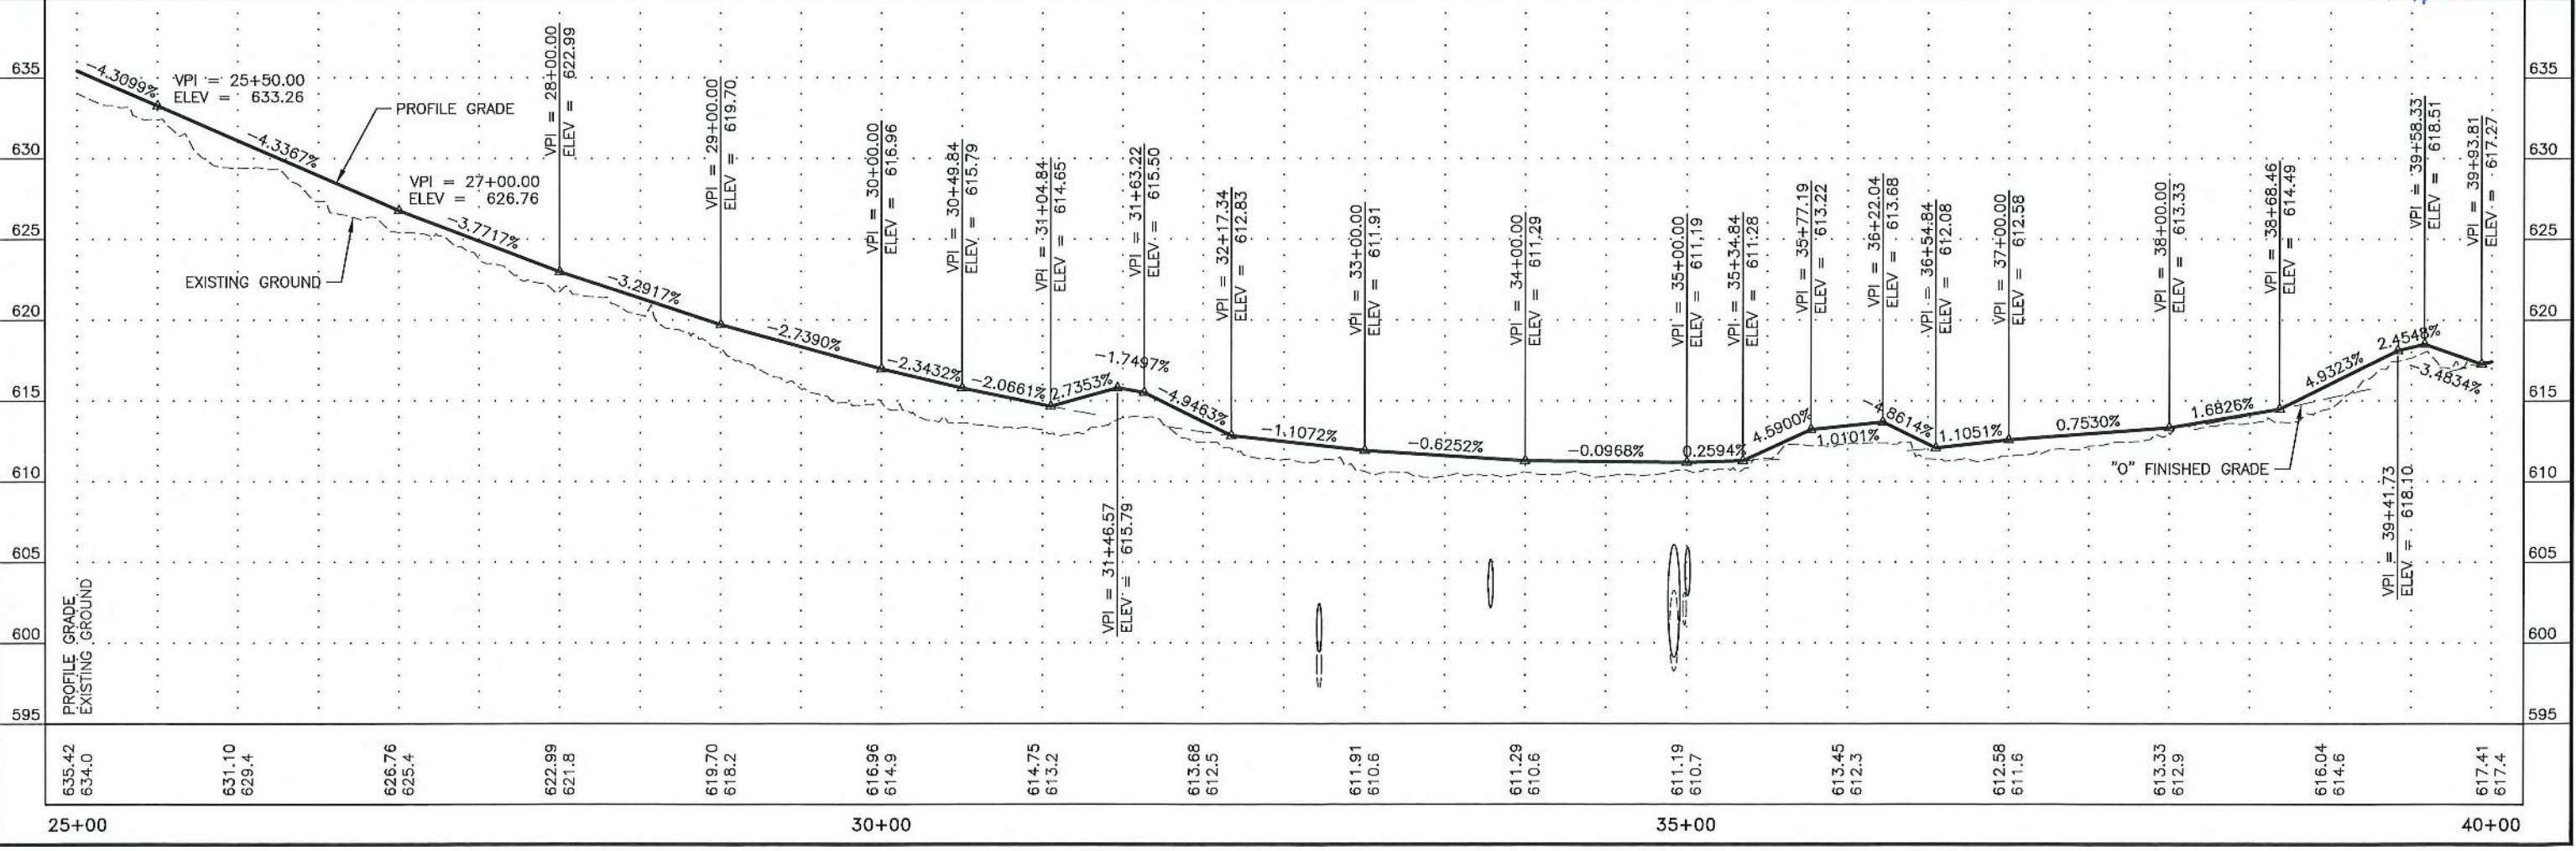 635
630
625
620
615
610
605
600
595
-4.3099%
VPI = 25+50.00
ELEV = 633.26
-4.3367%
PROFILE GRADE
EXISTING GROUND
VPI = 27+00.00
ELEV = 626.76
-3.7717%
VPI = 28+00.00
ELEV = 622.99
-3.2917%
VPI = 29+00.00
ELEV = 619.70
-2.7390%
VPI = 30+00.00
ELEV = 616.96
-2.3432%
VPI = 30+49.84
ELEV = 615.79
-2.0661%
VPI = 31+04.84
ELEV = 614.65
2.7353%
VPI = 31+46.57
ELEV = 615.79
-1.7497%
VPI = 31+63.22
ELEV = 615.50
-4.9463%
VPI = 32+17.34
ELEV = 612.83
-1.1072%
VPI = 33+00.00
ELEV = 611.91
-0.6252%
VPI = 34+00.00
ELEV = 611.29
-0.0968%
VPI = 35+00.00
ELEV = 611.19
0.2594%
VPI = 35+34.84
ELEV = 611.28
4.5900%
VPI = 35+77.19
ELEV = 613.22
1.0101%
VPI = 36+22.04
ELEV = 613.68
-4.8614%
VPI = 36+54.84
ELEV = 612.08
1.1051%
VPI = 37+00.00
ELEV = 612.58
0.7530%
VPI = 38+00.00
ELEV = 613.33
1.6826%
VPI = 38+68.46
ELEV = 614.49
"O" FINISHED GRADE
4.9323%
VPI = 39+41.73
ELEV = 618.10
2.4548%
VPI = 39+58.33
ELEV = 618.51
-3.4834%
VPI = 39+93.81
ELEV = 617.27
635
630
625
620
615
610
605
600
595
PROFILE GRADE
EXISTING GROUND
635.42
634.0
631.10
629.4
626.76
625.4
622.99
621.8
619.70
618.2
616.96
614.9
614.75
613.2
613.68
612.5
611.91
610.6
611.29
610.6
611.19
610.7
613.45
612.3
612.58
611.6
613.33
612.9
616.04
614.6
617.41
617.4
25+00
30+00
35+00
40+00